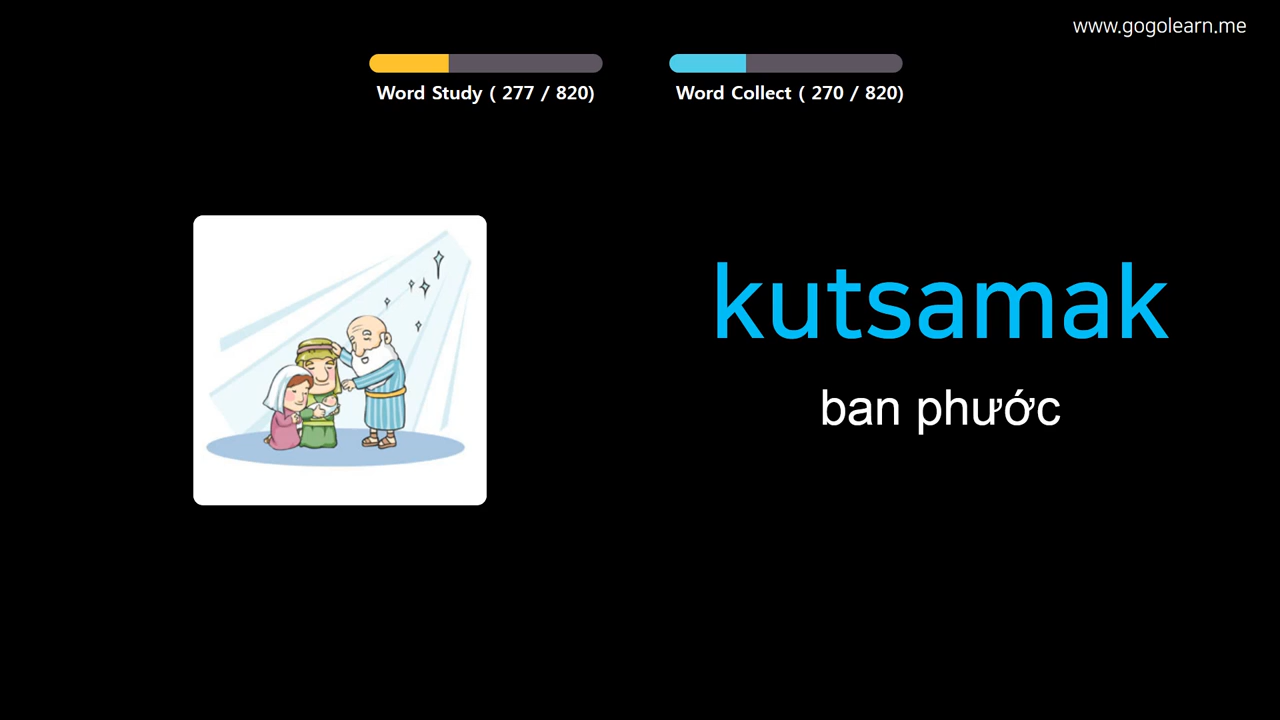 www.gogolearn.me
Word Study ( 277 / 820)
Word Collect ( 270 / 820)
kutsamak
ban phước